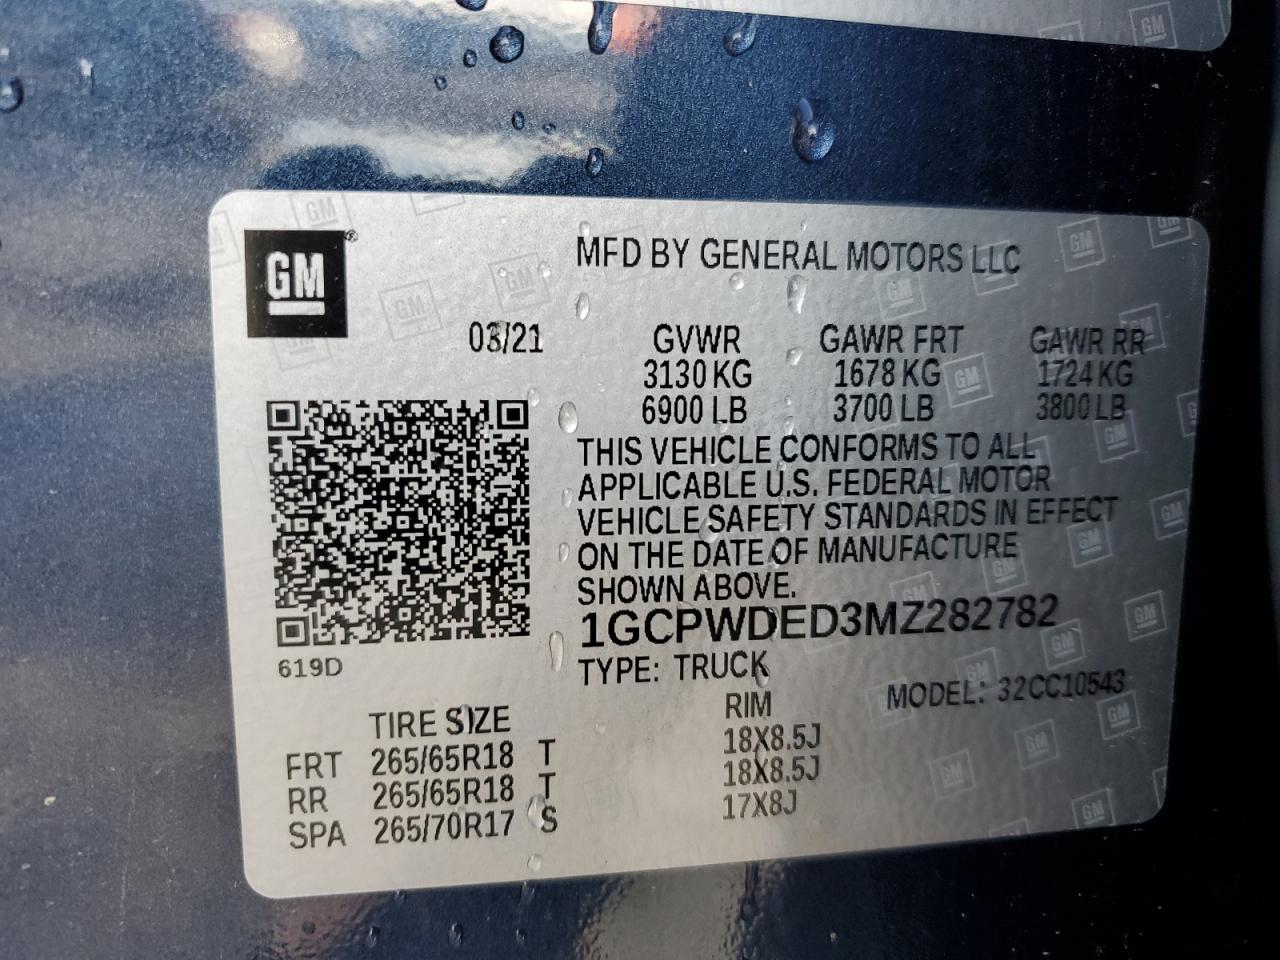 GM ®
MFD BY GENERAL MOTORS LLC
03/21 GVWR GAWR FRT GAWR RR
3130 KG 1678 KG 1724 KG
6900 LB 3700 LB 3800 LB
THIS VEHICLE CONFORMS TO ALL
APPLICABLE U.S. FEDERAL MOTOR
VEHICLE SAFETY STANDARDS IN EFFECT
ON THE DATE OF MANUFACTURE
SHOWN ABOVE.
1GCPWDED3MZ282782
619D
TYPE: TRUCK
MODEL: 32CC10543
TIRE SIZE RIM
FRT 265/65R18 T 18X8.5J
RR 265/65R18 T 18X8.5J
SPA 265/70R17 S 17X8J